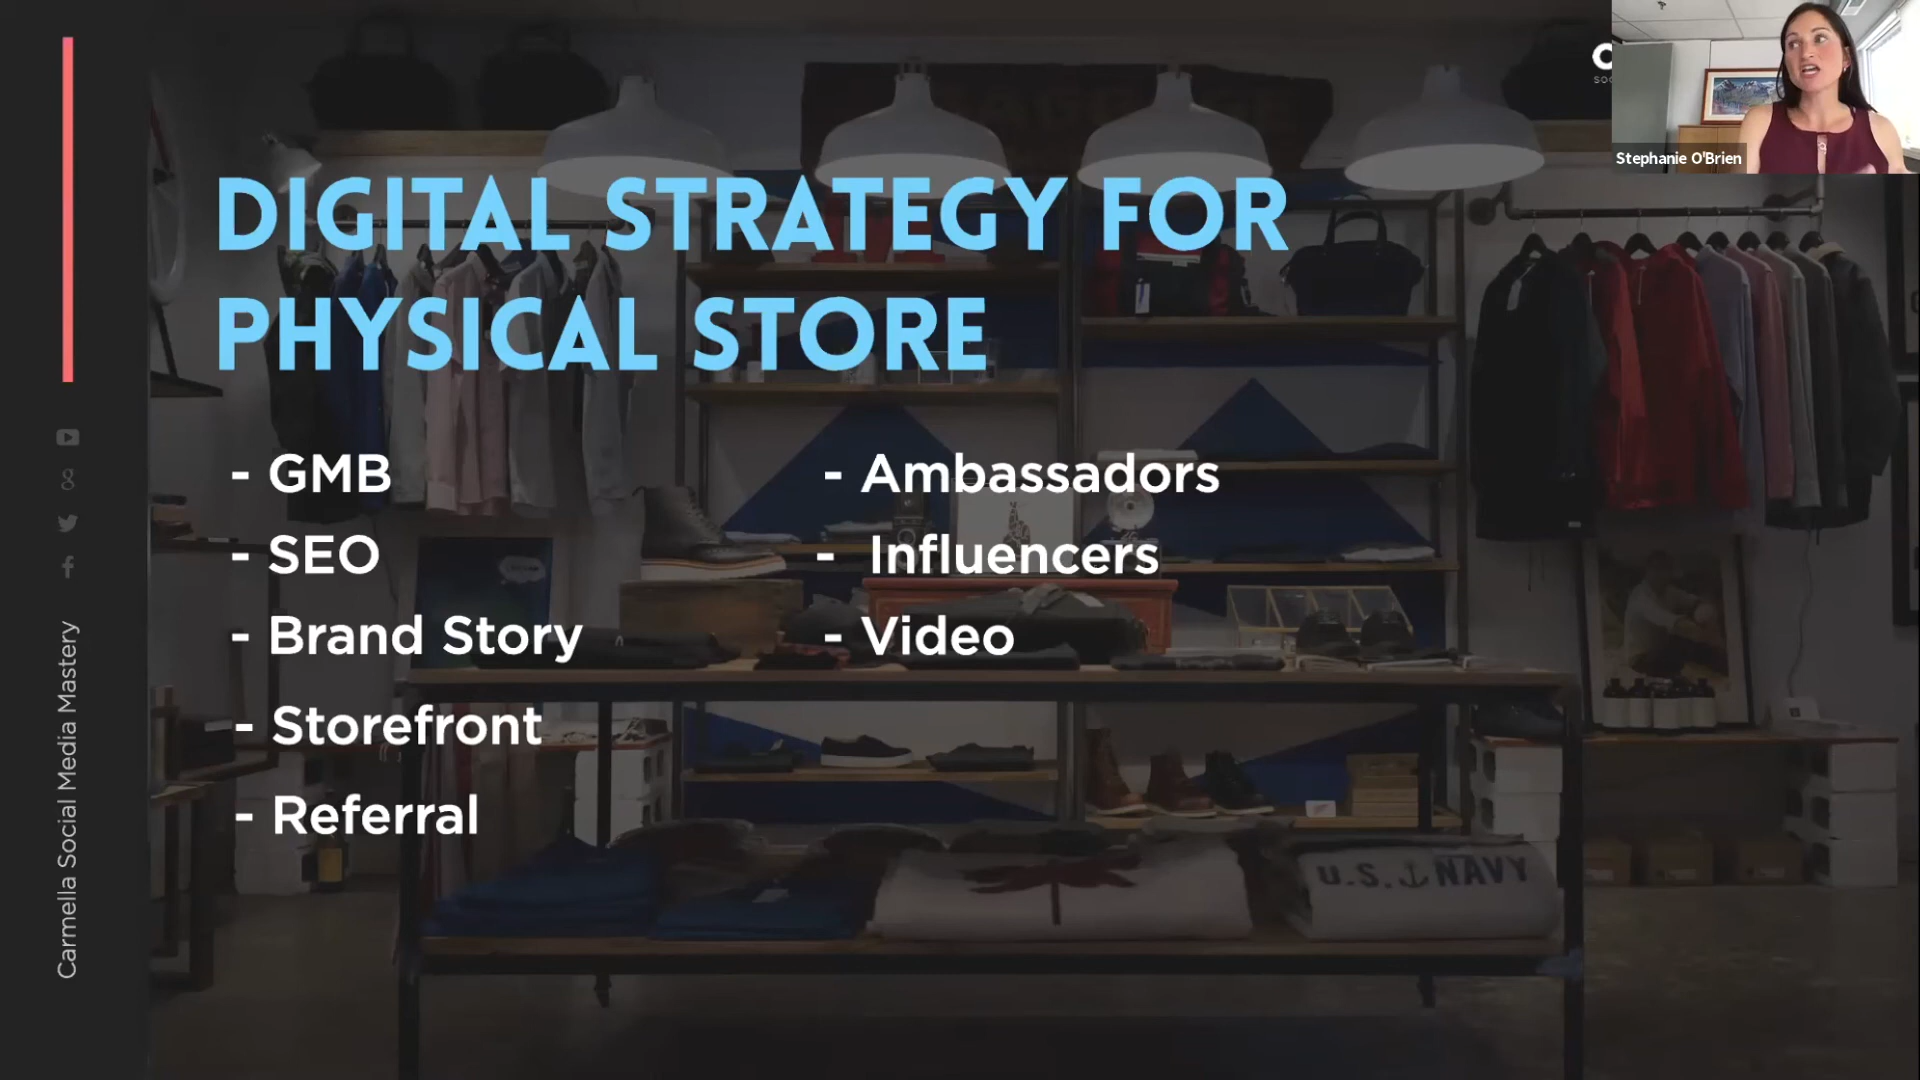 DIGITAL STRATEGY FOR
PHYSICAL STORE
- GMB
- SEO
- Brand Story
- Storefront
- Referral
- Ambassadors
- Influencers
- Video
Stephanie O'Brien
Carmella Social Media Mastery
U.S. NAVY